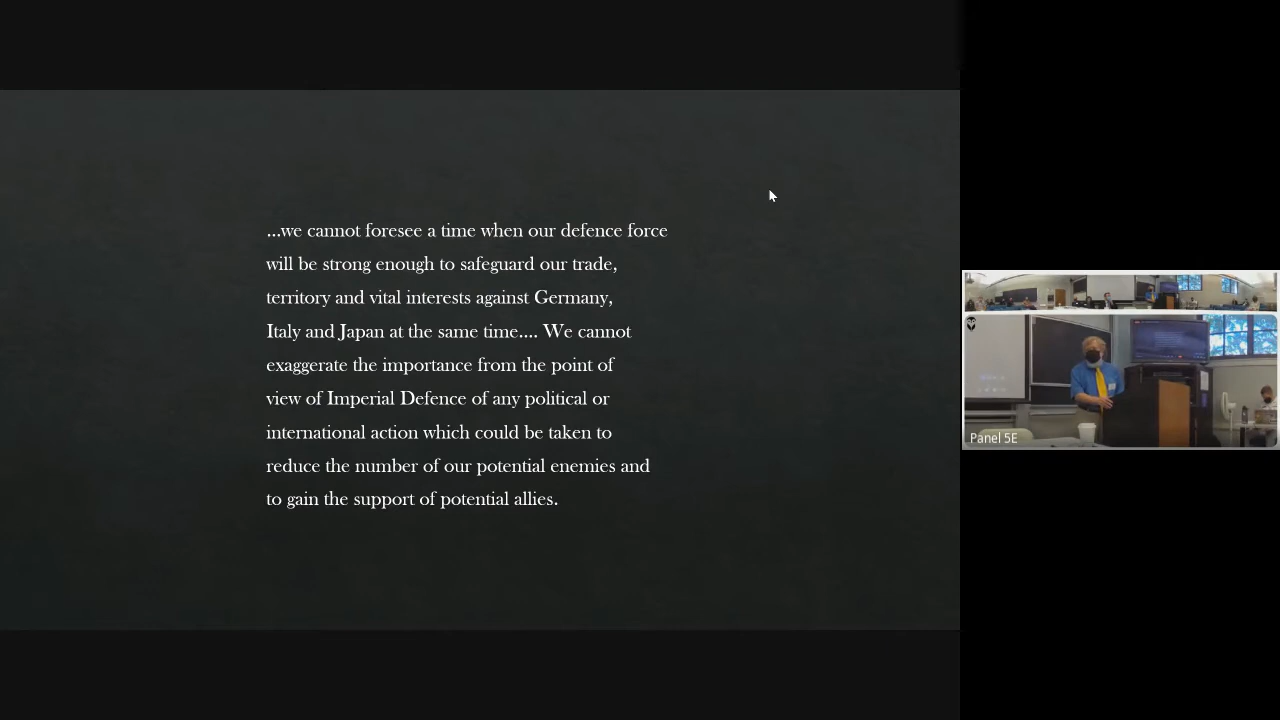 ...we cannot foresee a time when our defence force
will be strong enough to safeguard our trade,
territory and vital interests against Germany,
Italy and Japan at the same time.... We cannot
exaggerate the importance from the point of
view of Imperial Defence of any political or
international action which could be taken to
reduce the number of our potential enemies and
to gain the support of potential allies.
Panel 5E